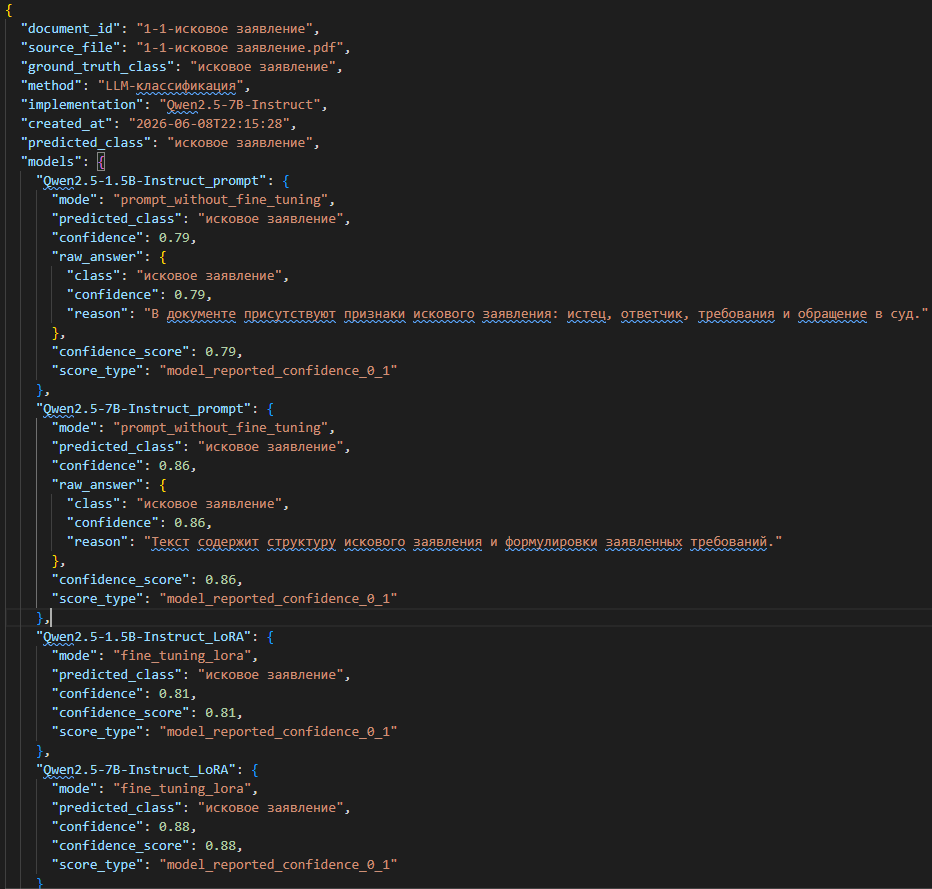 {
"document_id": "1-1-исковое заявление",
"source_file": "1-1-исковое заявление.pdf",
"ground_truth_class": "исковое заявление",
"method": "LLM-классификация",
"implementation": "Qwen2.5-7B-Instruct",
"created_at": "2026-06-08T22:15:28",
"predicted_class": "исковое заявление",
"models": {
"Qwen2.5-1.5B-Instruct_prompt": {
"mode": "prompt_without_fine_tuning",
"predicted_class": "исковое заявление",
"confidence": 0.79,
"raw_answer": {
"class": "исковое заявление",
"confidence": 0.79,
"reason": "В документе присутствуют признаки искового заявления: истец, ответчик, требования и обращение в суд."
},
"confidence_score": 0.79,
"score_type": "model_reported_confidence_0_1"
},
"Qwen2.5-7B-Instruct_prompt": {
"mode": "prompt_without_fine_tuning",
"predicted_class": "исковое заявление",
"confidence": 0.86,
"raw_answer": {
"class": "исковое заявление",
"confidence": 0.86,
"reason": "Текст содержит структуру искового заявления и формулировки заявленных требований."
},
"confidence_score": 0.86,
"score_type": "model_reported_confidence_0_1"
},
"Qwen2.5-1.5B-Instruct_LoRA": {
"mode": "fine_tuning_lora",
"predicted_class": "исковое заявление",
"confidence": 0.81,
"confidence_score": 0.81,
"score_type": "model_reported_confidence_0_1"
},
"Qwen2.5-7B-Instruct_LoRA": {
"mode": "fine_tuning_lora",
"predicted_class": "исковое заявление",
"confidence": 0.88,
"confidence_score": 0.88,
"score_type": "model_reported_confidence_0_1"
}